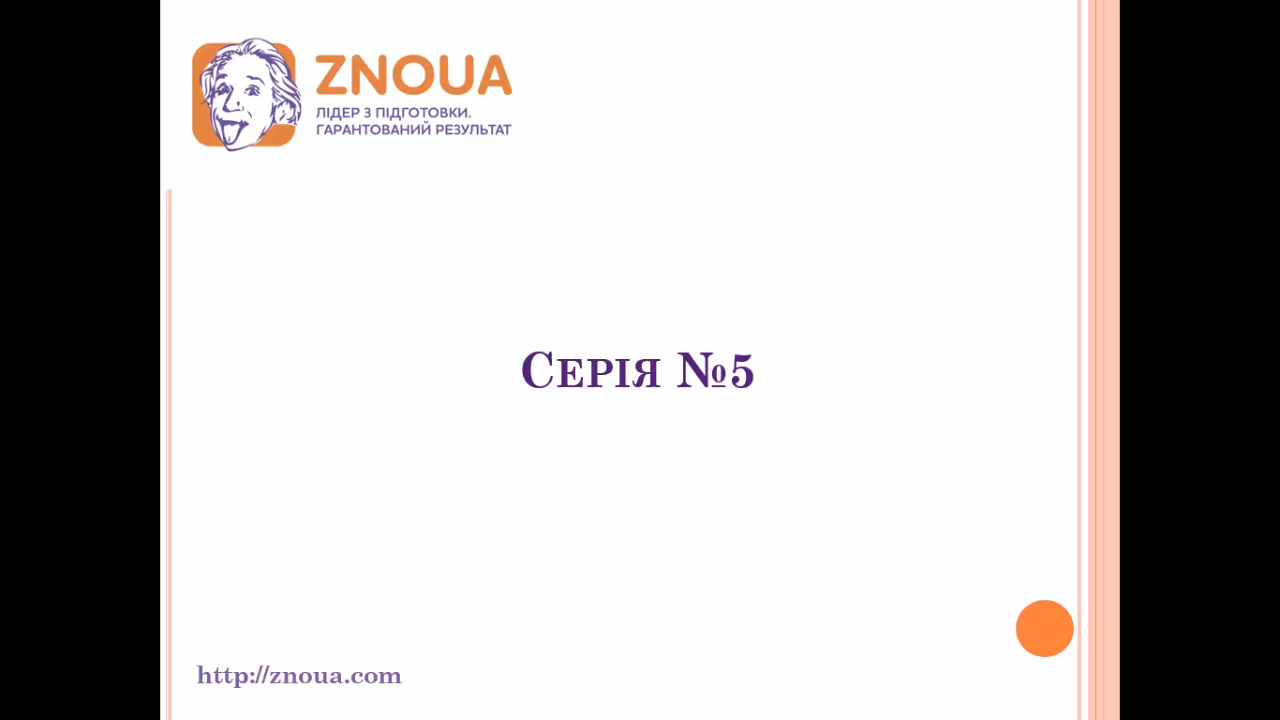 ZNOUA
ЛІДЕР З ПІДГОТОВКИ.
ГАРАНТОВАНИЙ РЕЗУЛЬТАТ
Серія №5
http://znoua.com